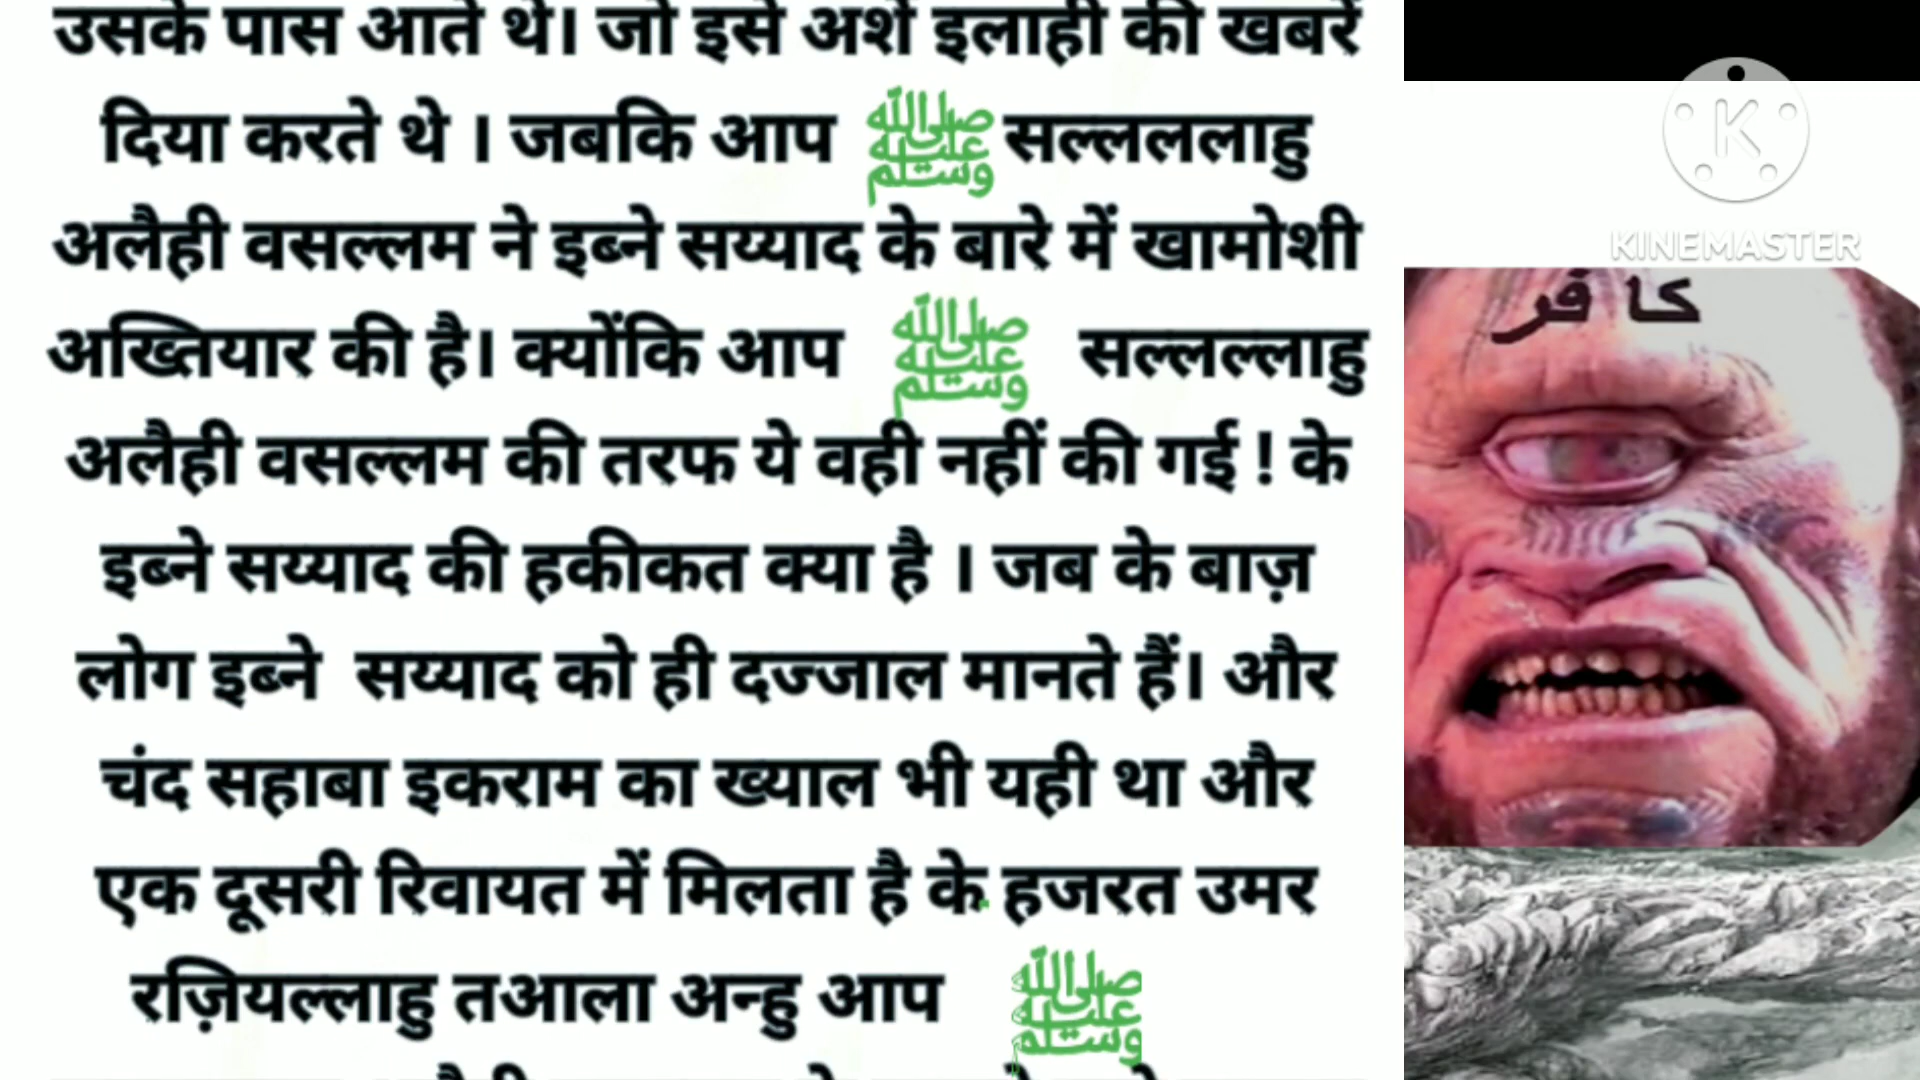 उसके पास आते थे। जो इसे अर्शे इलाही की खबरें
दिया करते थे । जबकि आप ﷺ सल्लललाहु
अलैही वसल्लम ने इब्ने सय्याद के बारे में खामोशी
अख्तियार की है। क्योंकि आप ﷺ सल्लल्लाहु
अलैही वसल्लम की तरफ ये वही नहीं की गई ! के
इब्ने सय्याद की हकीकत क्या है । जब के बाज़
लोग इब्ने सय्याद को ही दज्जाल मानते हैं। और
चंद सहाबा इकराम का ख्याल भी यही था और
एक दूसरी रिवायत में मिलता है के हजरत उमर
रज़ियल्लाहु तआला अन्हु आप ﷺ
K
KINEMASTER
كافر